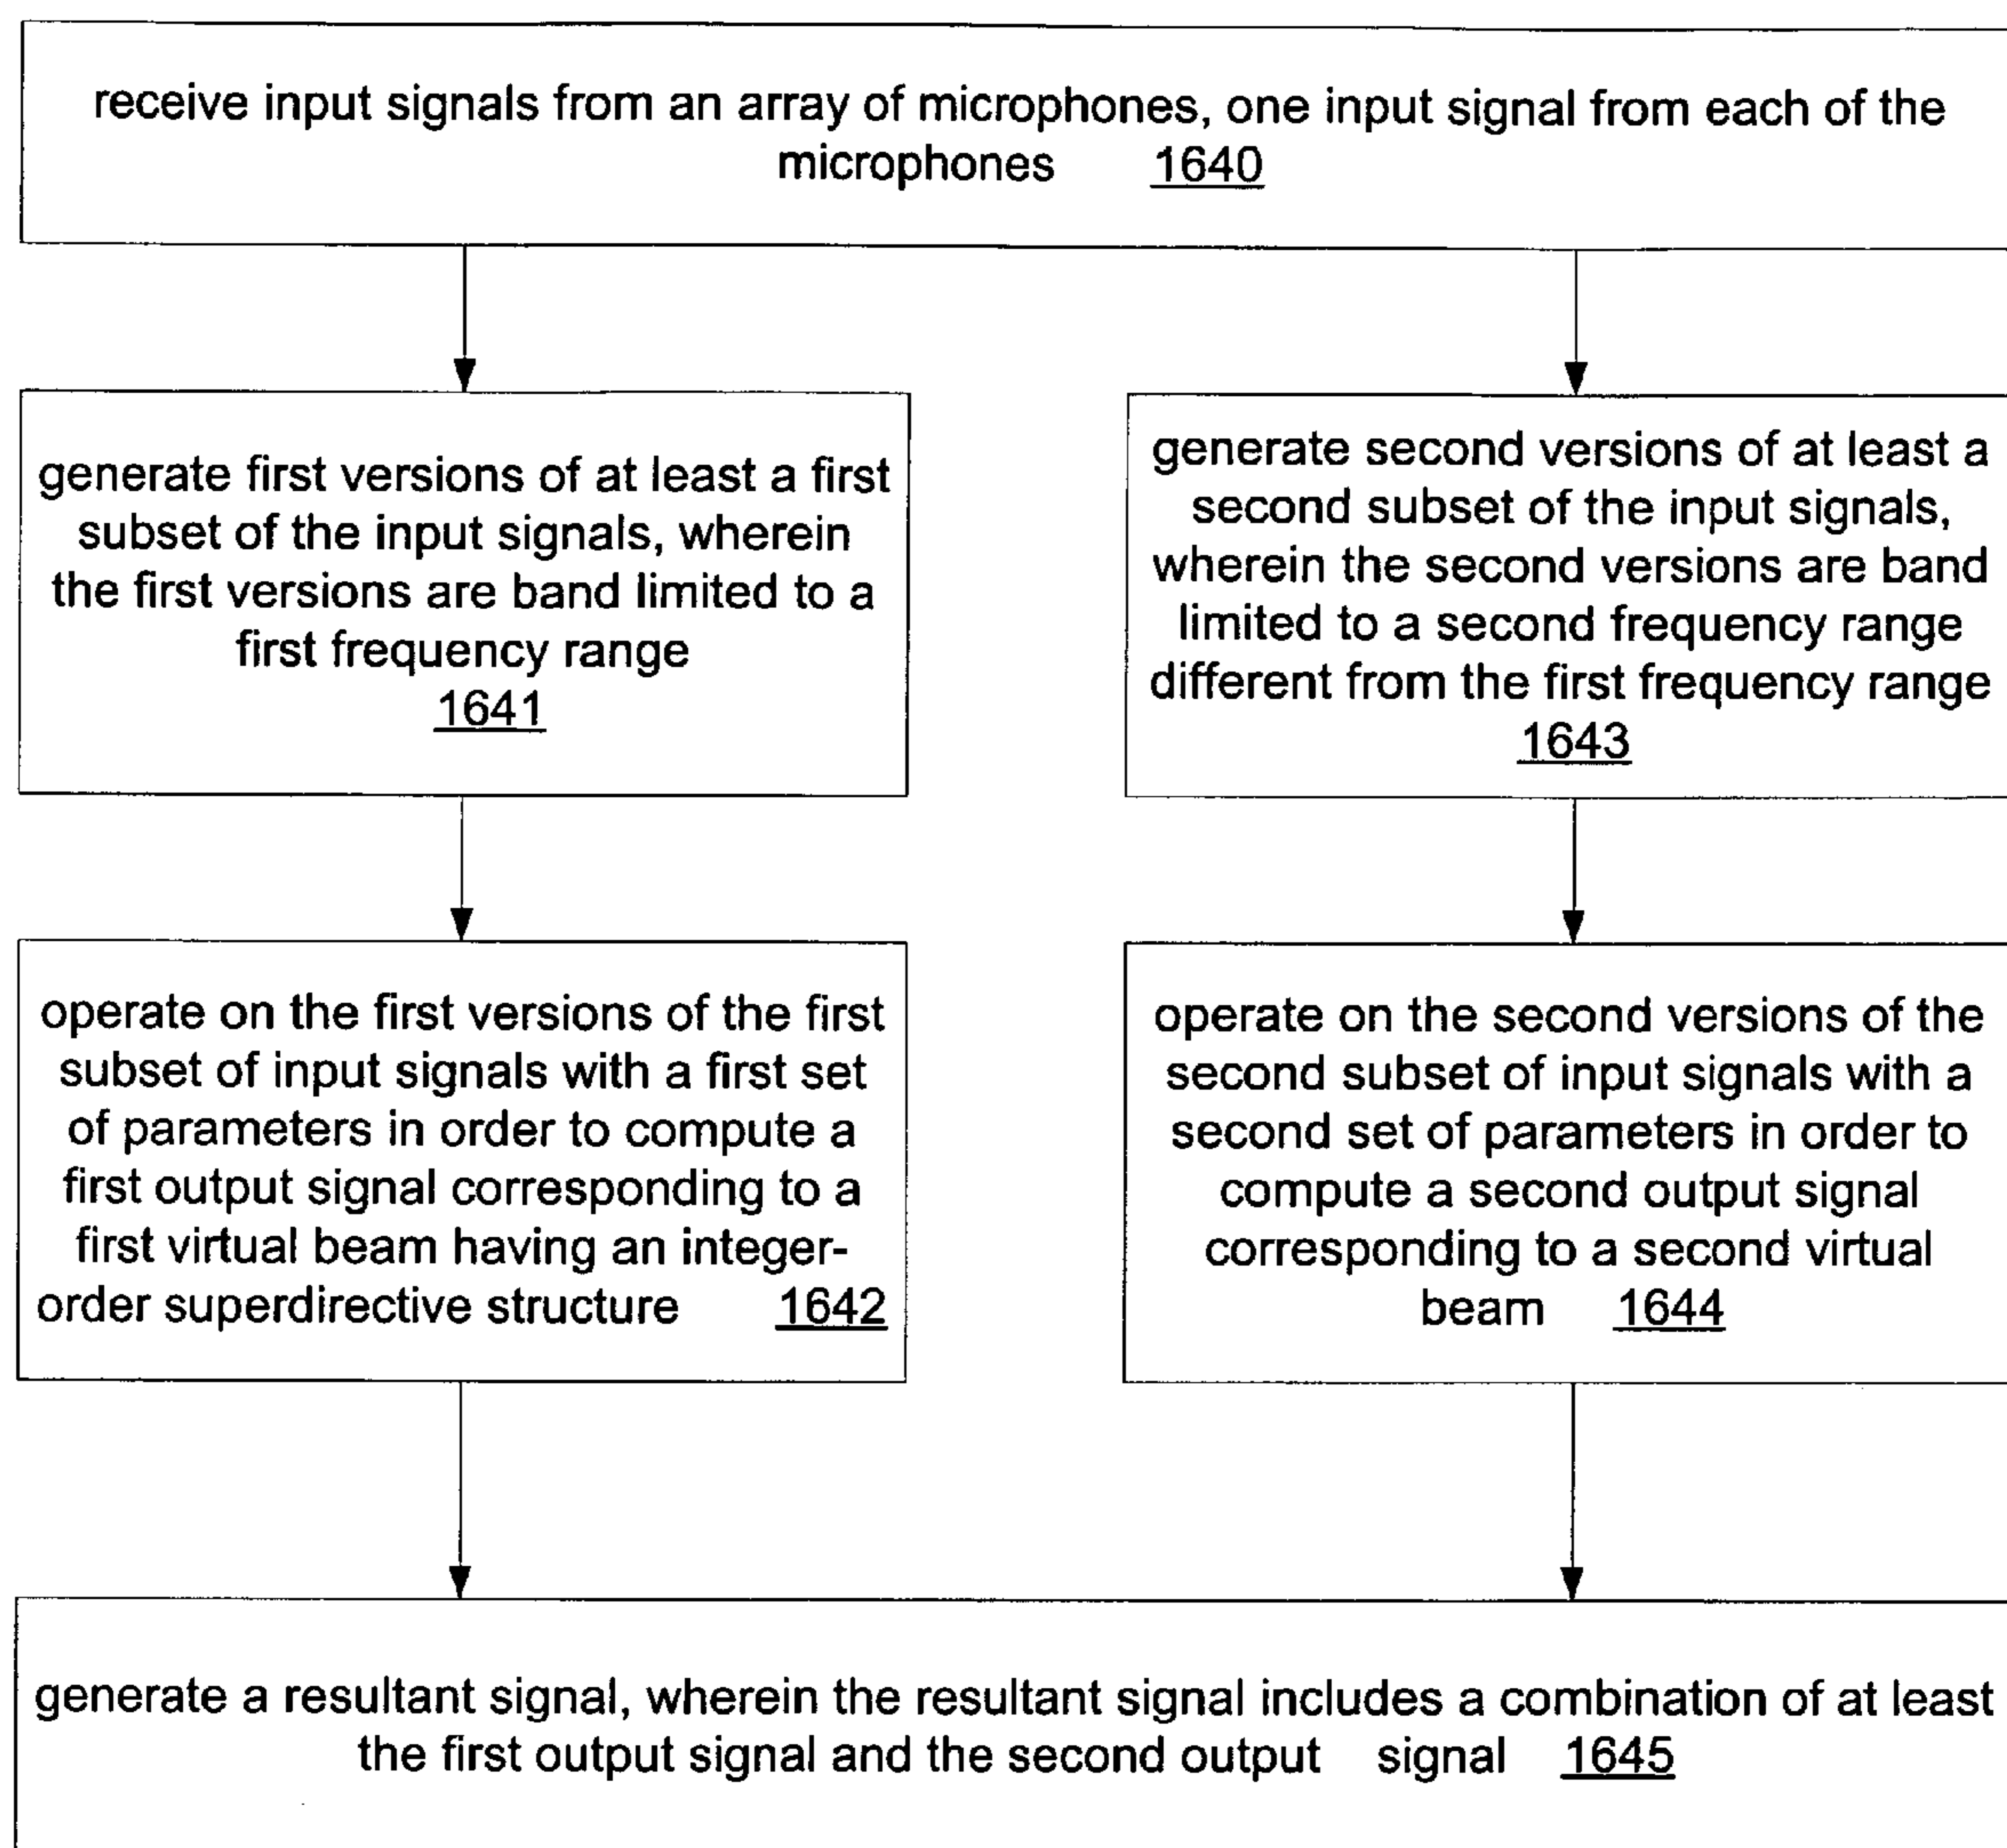 receive input signals from an array of microphones, one input signal from each of the
microphones 1640
generate first versions of at least a first
subset of the input signals, wherein
the first versions are band limited to a
first frequency range
1641
generate second versions of at least a
second subset of the input signals,
wherein the second versions are band
limited to a second frequency range
different from the first frequency range
1643
operate on the first versions of the first
subset of input signals with a first set
of parameters in order to compute a
first output signal corresponding to a
first virtual beam having an integer-
order superdirective structure 1642
operate on the second versions of the
second subset of input signals with a
second set of parameters in order to
compute a second output signal
corresponding to a second virtual
beam 1644
generate a resultant signal, wherein the resultant signal includes a combination of at least
the first output signal and the second output signal 1645